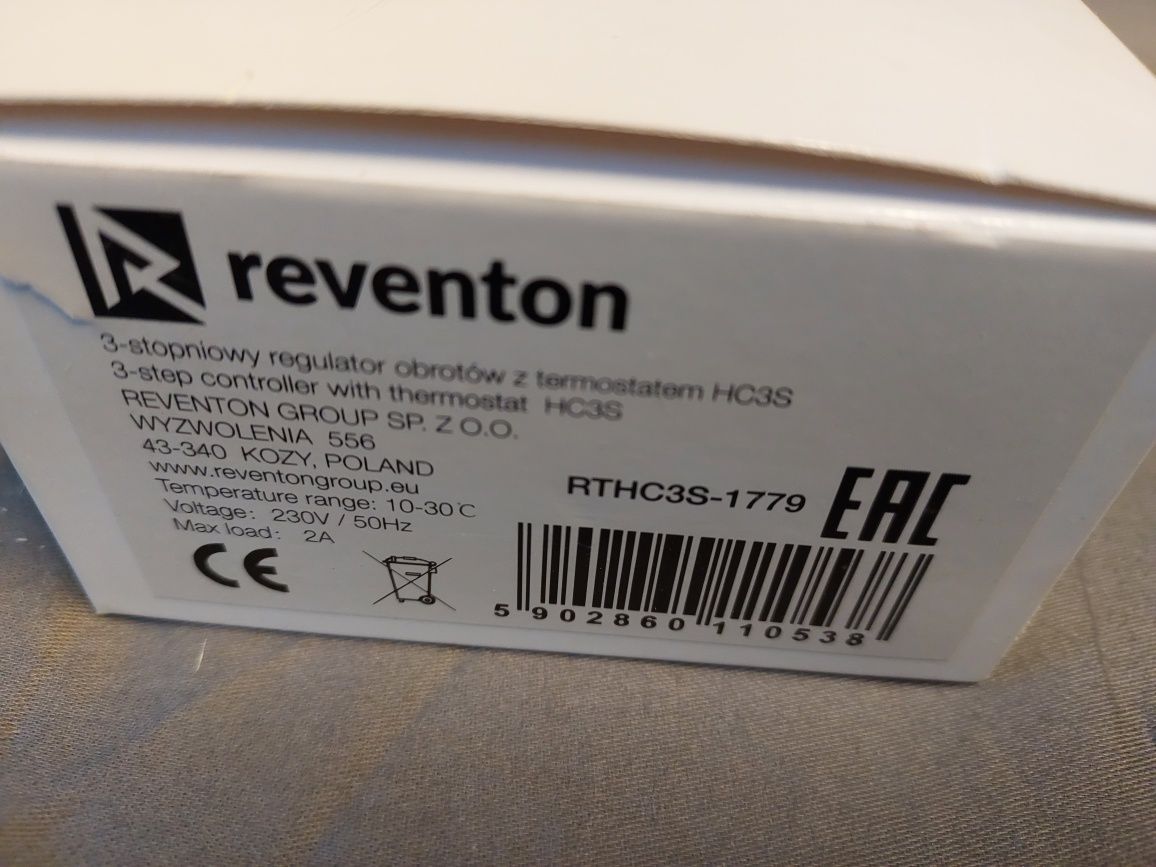 reventon
3-stopniowy regulator obrotów z termostatem HC3S
3-step controller with thermostat HC3S
REVENTON GROUP SP. Z O.O.
WYZWOLENIA 556
43-340 KOZY, POLAND
www.reventongroup.eu
Temperature range: 10-30°C
Voltage: 230V / 50Hz
Max load: 2A
CE
RTHC3S-1779
EAC
5 902860 110538